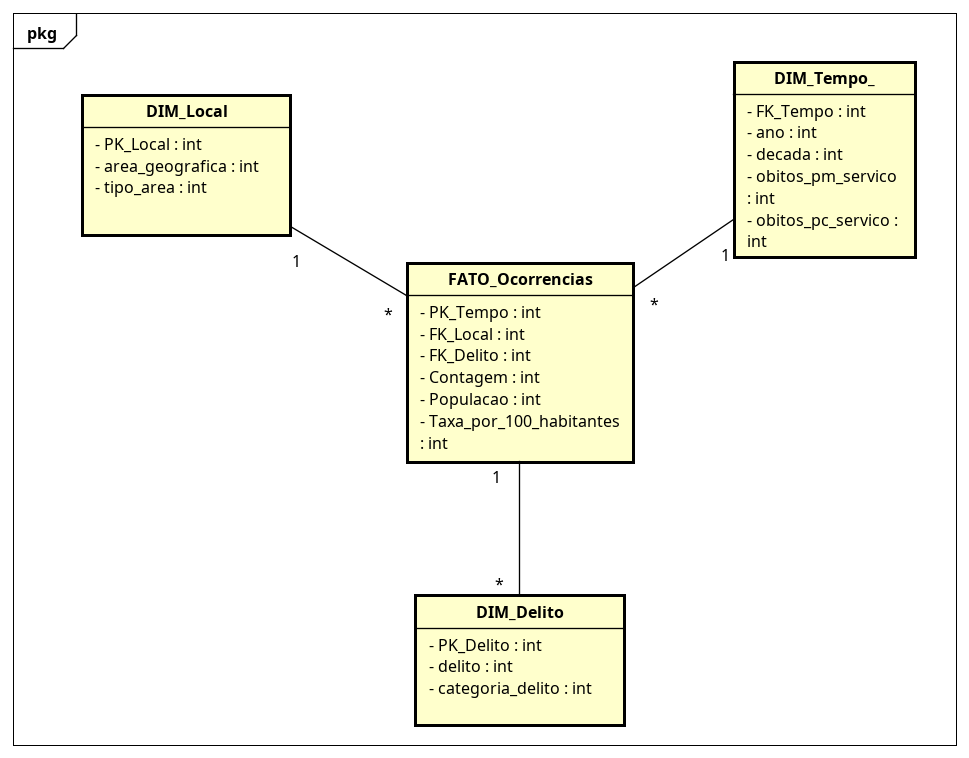 pkg
DIM_Local
- PK_Local : int
- area_geografica : int
- tipo_area : int
DIM_Tempo_
- FK_Tempo : int
- ano : int
- decada : int
- obitos_pm_servico
: int
- obitos_pc_servico :
int
1
*
1
*
FATO_Ocorrencias
- PK_Tempo : int
- FK_Local : int
- FK_Delito : int
- Contagem : int
- Populacao : int
- Taxa_por_100_habitantes
: int
1
*
DIM_Delito
- PK_Delito : int
- delito : int
- categoria_delito : int